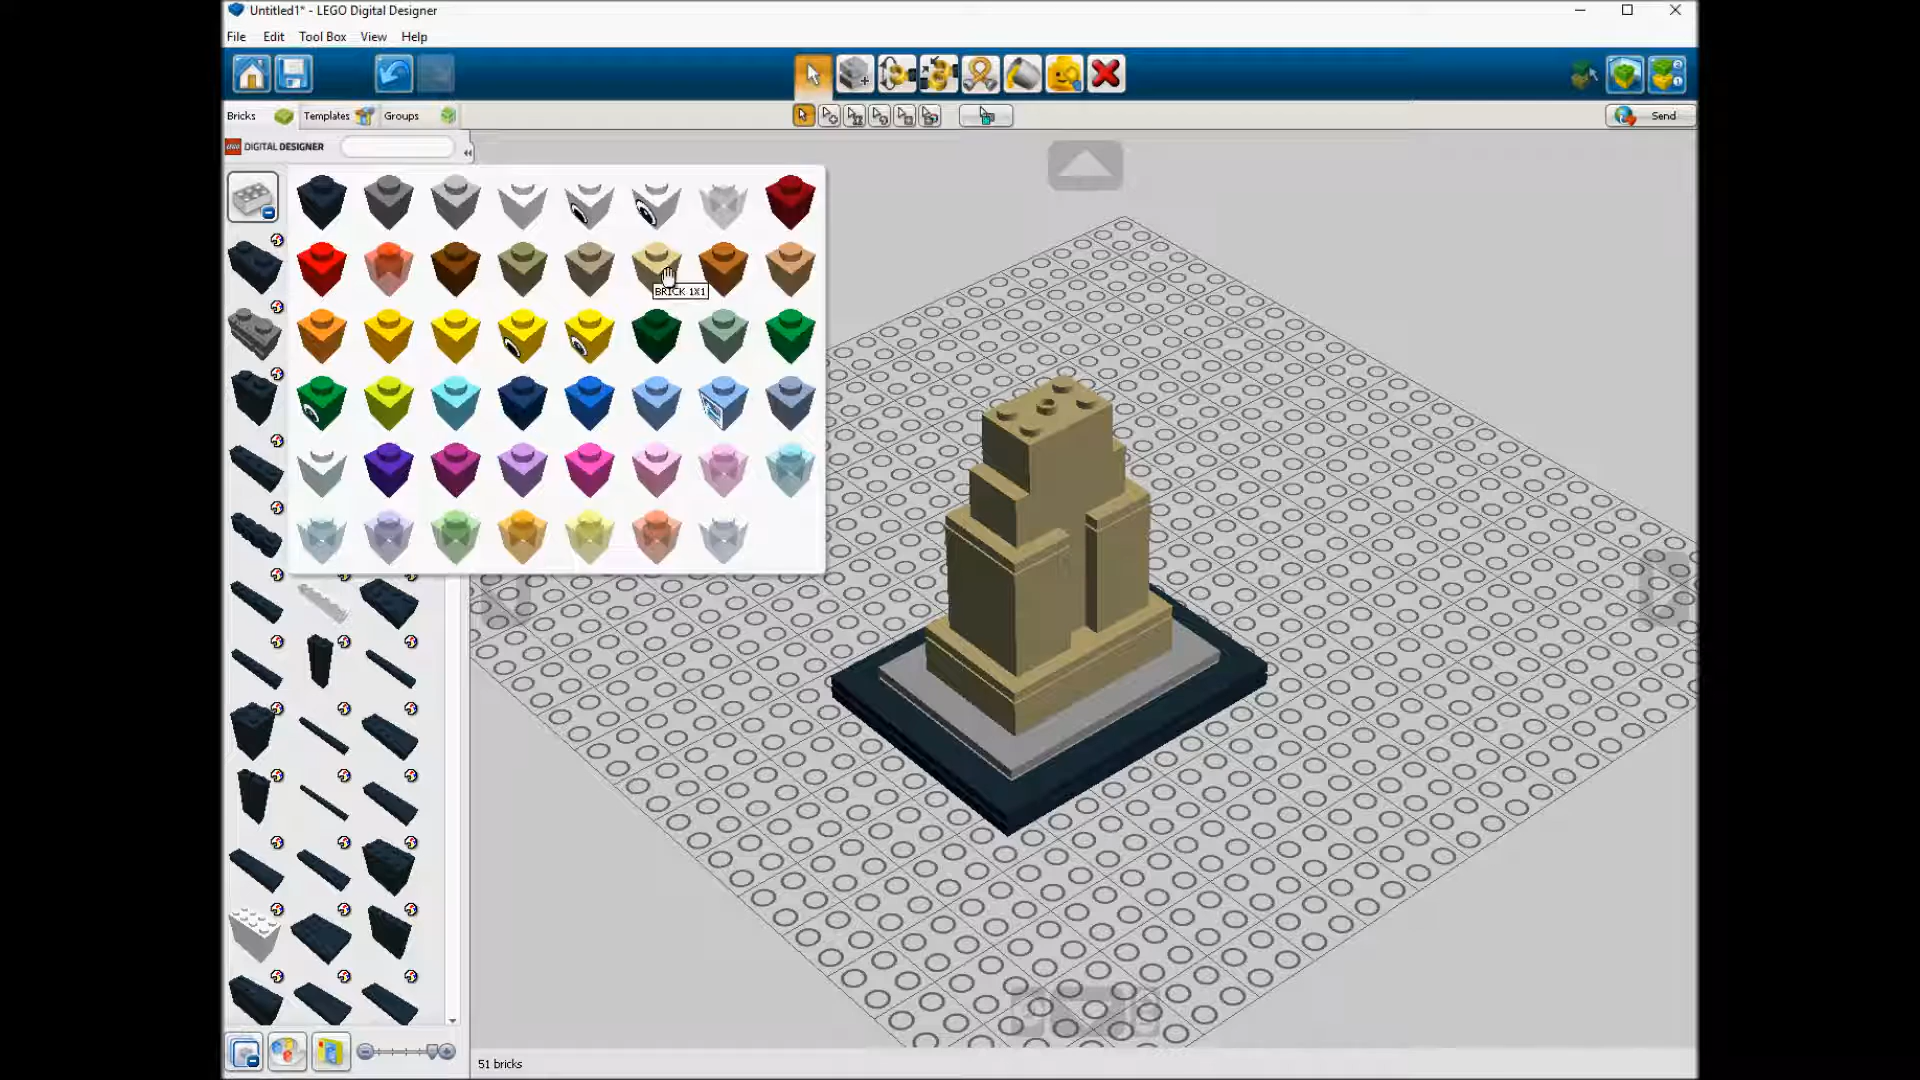 Untitled1* - LEGO Digital Designer
File Edit Tool Box View Help
Bricks Templates Groups
Send
LEGO DIGITAL DESIGNER
BRICK 1X1
51 bricks